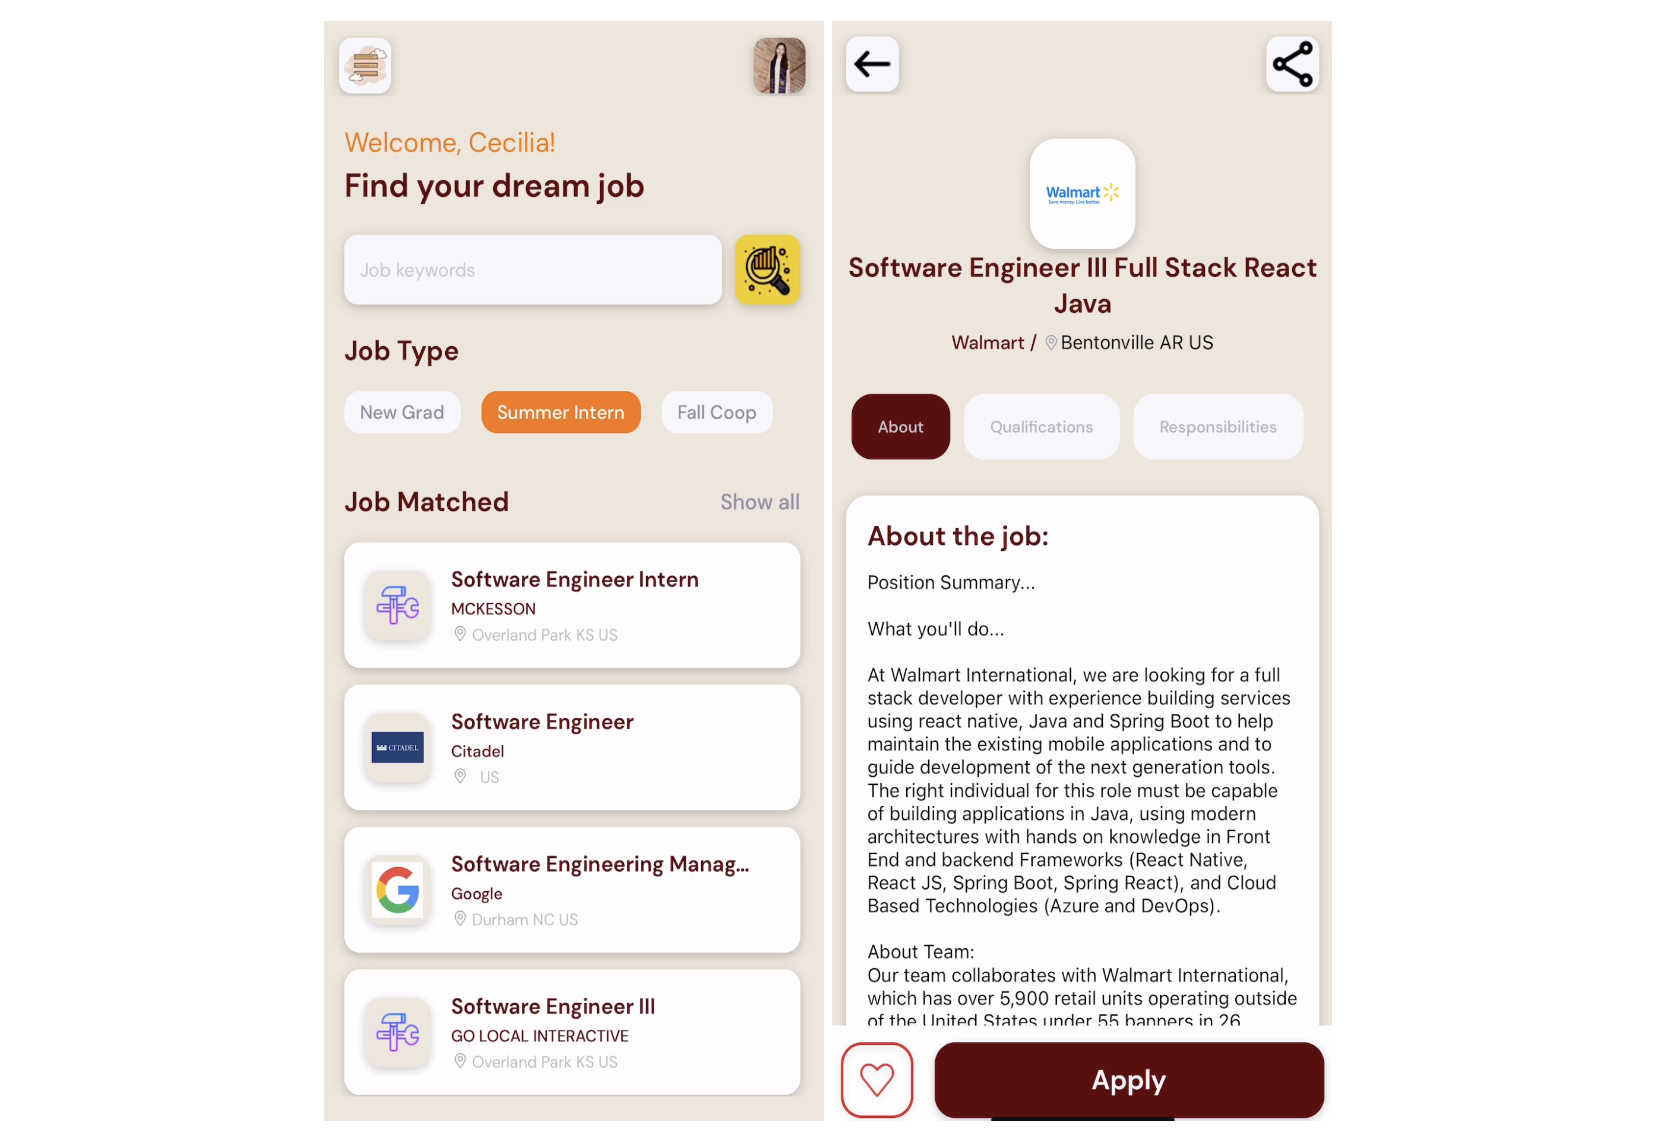 Welcome, Cecilia!
Find your dream job
Job keywords
Job Type
New Grad
Summer Intern
Fall Coop
Job Matched
Show all
Software Engineer Intern
MCKESSON
Overland Park KS US
CITADEL
Software Engineer
Citadel
US
Software Engineering Manag...
Google
Durham NC US
Software Engineer III
GO LOCAL INTERACTIVE
Overland Park KS US
Walmart
Save money. Live better.
Software Engineer III Full Stack React
Java
Walmart / Bentonville AR US
About
Qualifications
Responsibilities
About the job:
Position Summary...
What you'll do...
At Walmart International, we are looking for a full
stack developer with experience building services
using react native, Java and Spring Boot to help
maintain the existing mobile applications and to
guide development of the next generation tools.
The right individual for this role must be capable
of building applications in Java, using modern
architectures with hands on knowledge in Front
End and backend Frameworks (React Native,
React JS, Spring Boot, Spring React), and Cloud
Based Technologies (Azure and DevOps).
About Team:
Our team collaborates with Walmart International,
which has over 5,900 retail units operating outside
of the United States under 55 banners in 26
Apply